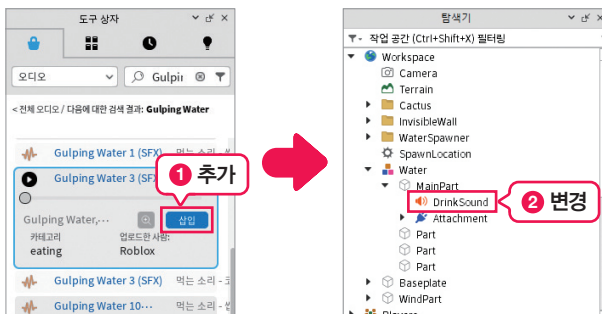 도구 상자
오디오
Gulpii
<전체 오디오 / 다음에 대한 검색 결과: Gulping Water
Gulping Water 1 (SFX) 먹는 소리 -
Gulping Water 3 (SFX)
① 추가
Gulping Water,... 삽입
카테고리 업로드한 사람:
eating Roblox
Gulping Water 3 (SFX) 먹는 소리 -
Gulping Water 10... 먹는 소리 -
탐색기
작업 공간 (Ctrl+Shift+X) 필터링
Workspace
Camera
Terrain
Cactus
InvisibleWall
WaterSpawner
SpawnLocation
Water
MainPart
DrinkSound
② 변경
Attachment
Part
Part
Part
Baseplate
WindPart
Players